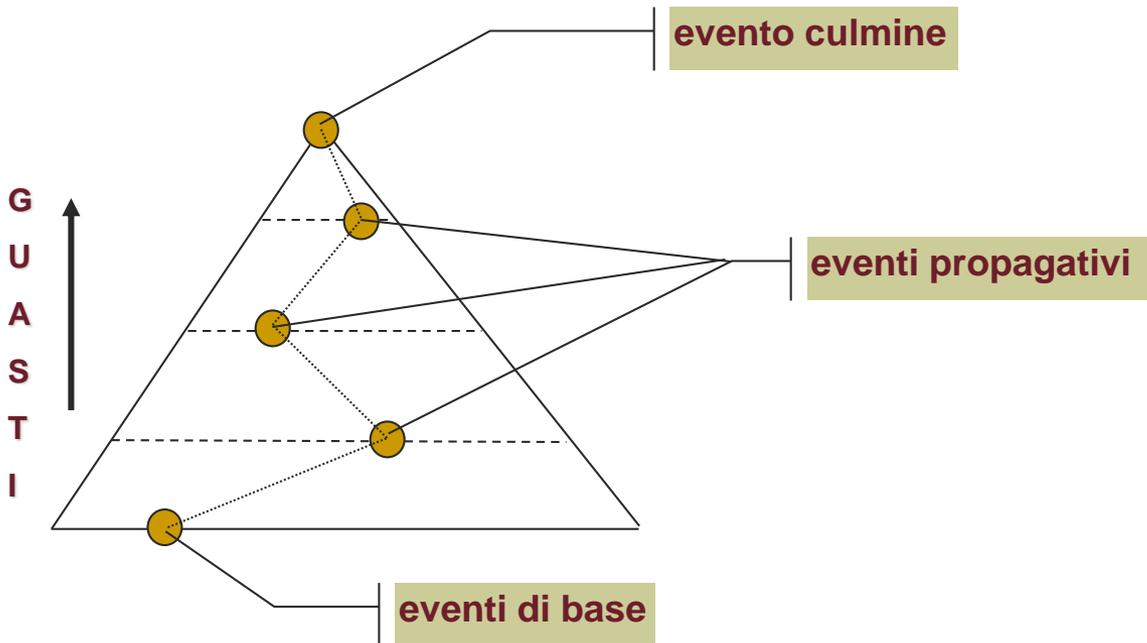 evento culmine
G
U
A
S
T
I
eventi propagativi
eventi di base